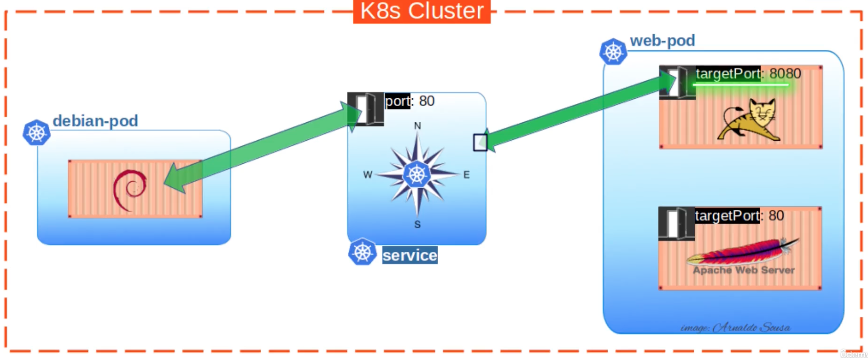 K8s Cluster
debian-pod
port: 80
N
W
E
S
service
web-pod
targetPort: 8080
targetPort: 80
Apache Web Server
image: Arnaldo Sousa